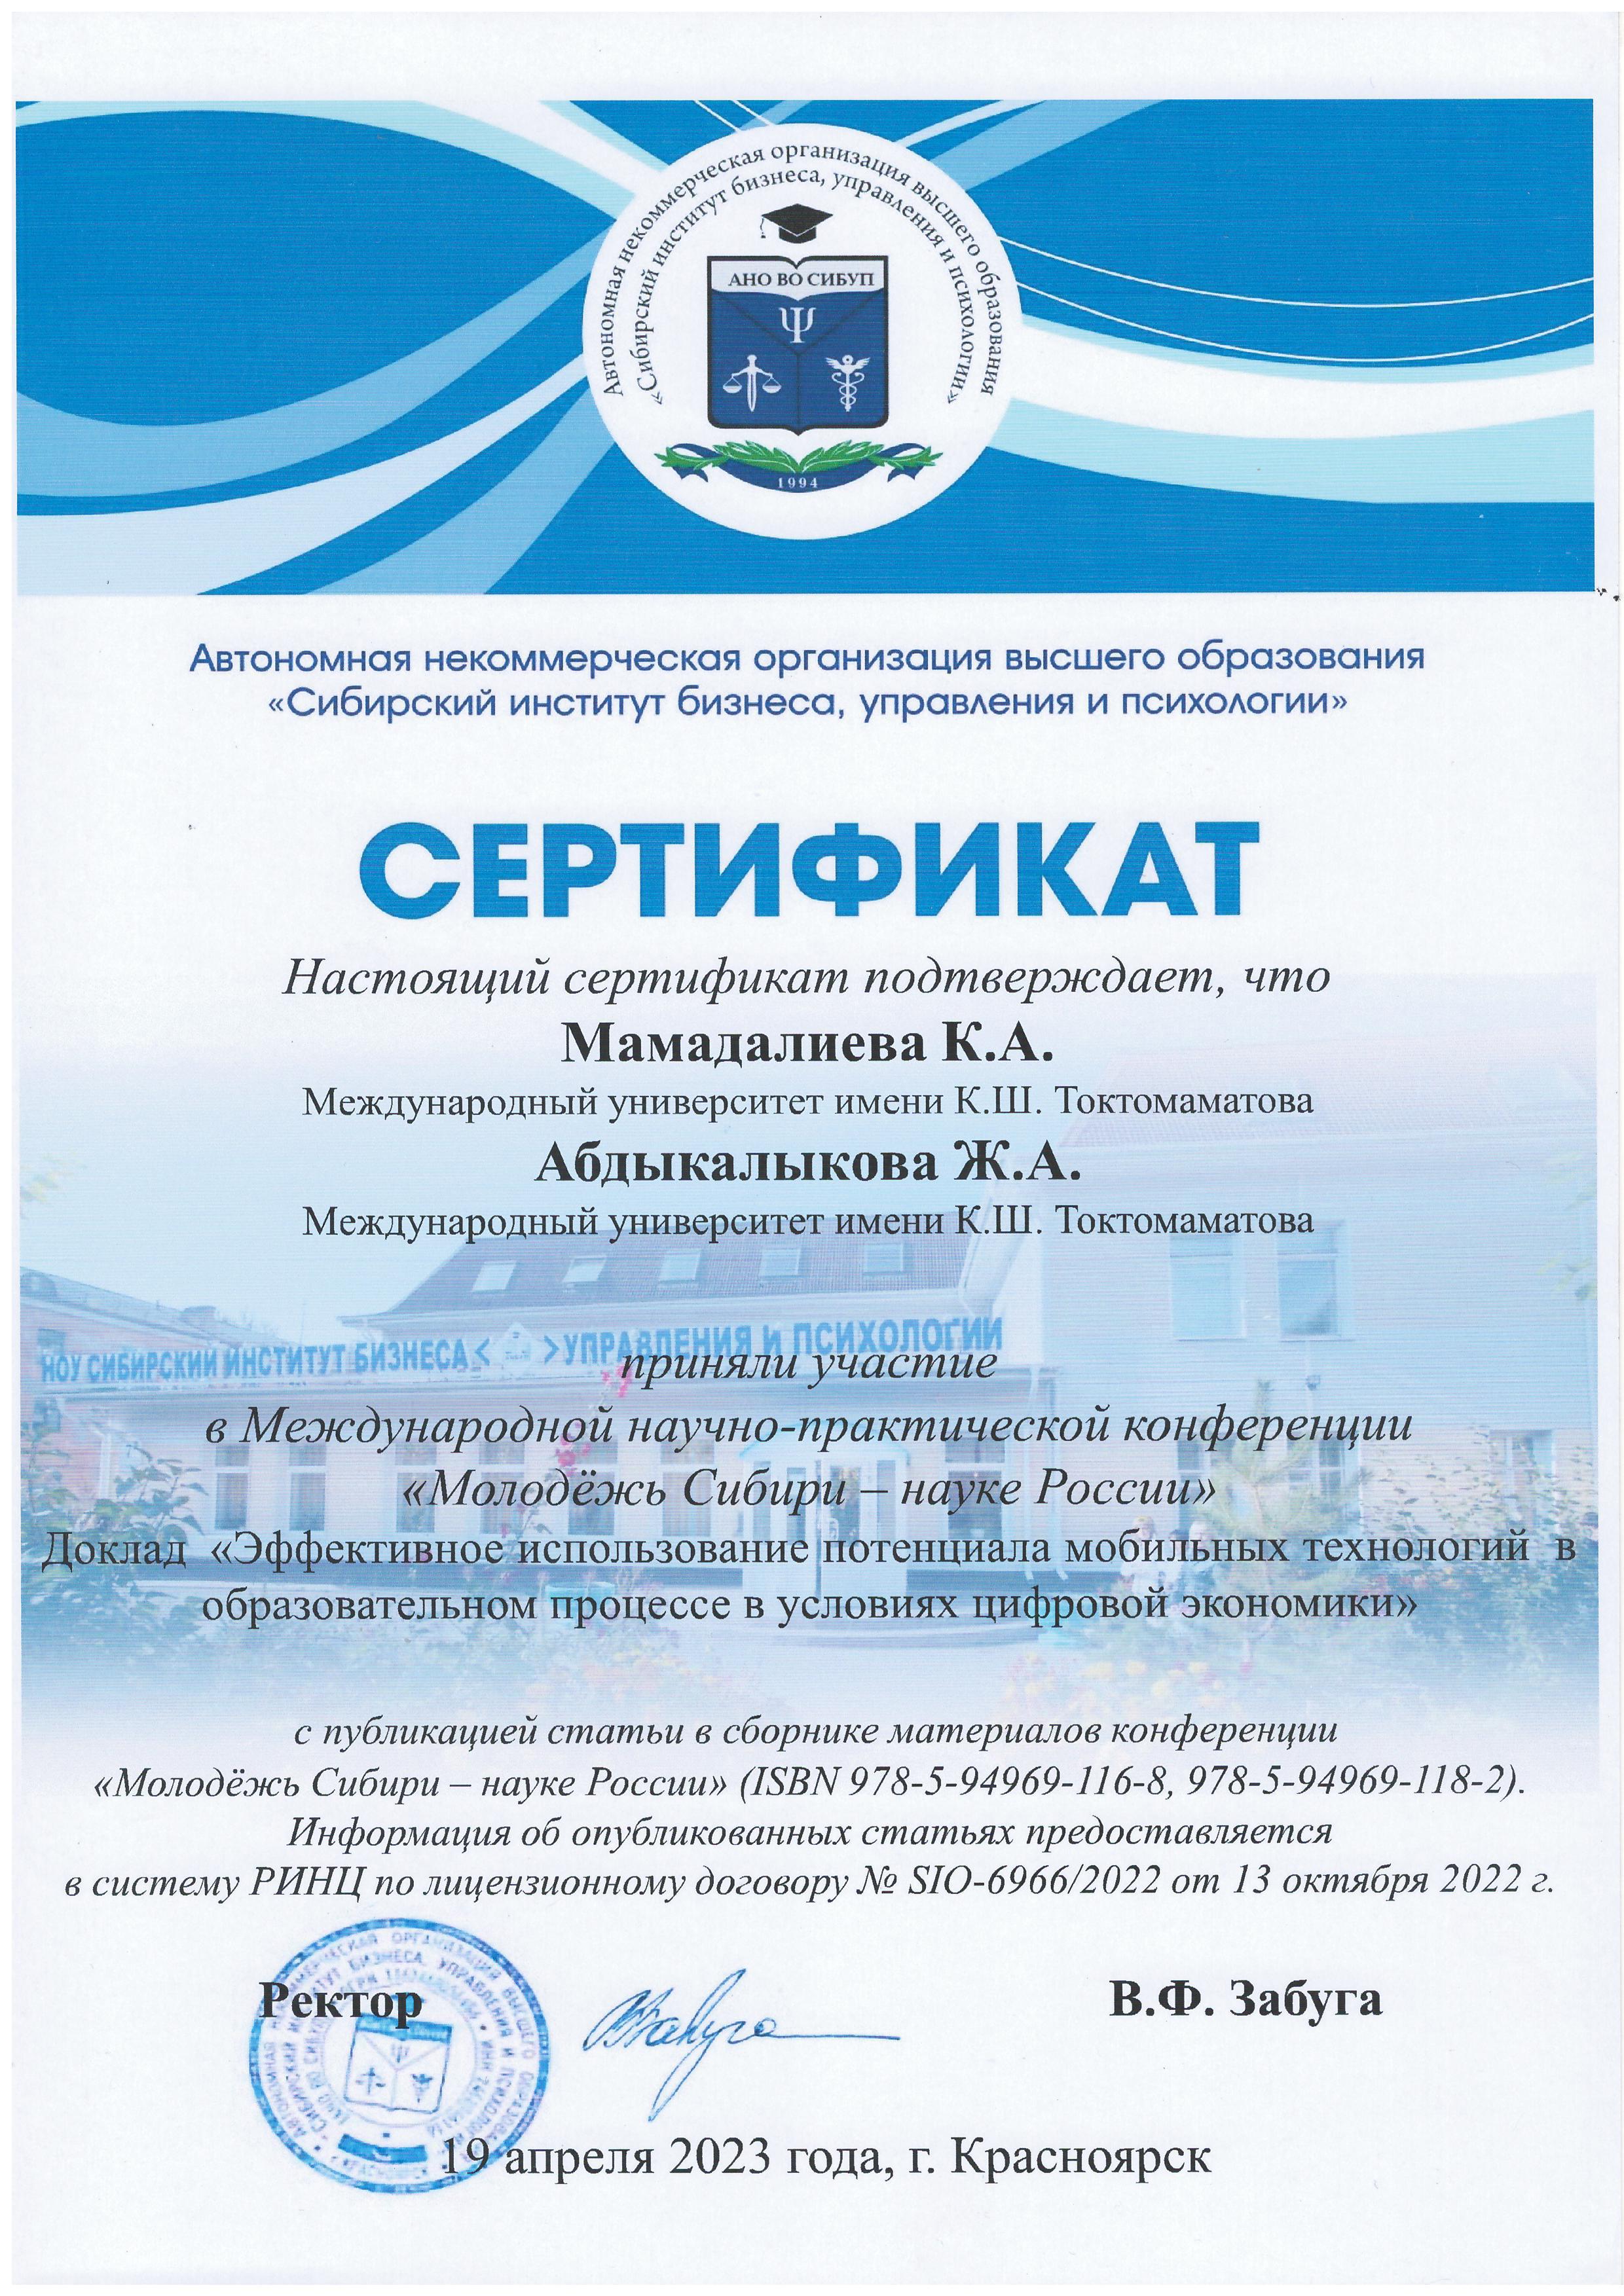 Автономная некоммерческая организация высшего образования
«Сибирский институт бизнеса, управления и психологии»
АНО ВО СИБУП
Ψ
1994
Автономная некоммерческая организация высшего образования
«Сибирский институт бизнеса, управления и психологии»
СЕРТИФИКАТ
Настоящий сертификат подтверждает, что
Мамадалиева К.А.
Международный университет имени К.Ш. Токтомаматова
Абдыкалыкова Ж.А.
Международный университет имени К.Ш. Токтомаматова
НОУ СИБИРСКИЙ ИНСТИТУТ БИЗНЕСА < > УПРАВЛЕНИЯ И ПСИХОЛОГИИ
приняли участие
в Международной научно-практической конференции
«Молодёжь Сибири – науке России»
Доклад «Эффективное использование потенциала мобильных технологий в
образовательном процессе в условиях цифровой экономики»
с публикацией статьи в сборнике материалов конференции
«Молодёжь Сибири – науке России» (ISBN 978-5-94969-116-8, 978-5-94969-118-2).
Информация об опубликованных статьях предоставляется
в систему РИНЦ по лицензионному договору № SIO-6966/2022 от 13 октября 2022 г.
Ректор
В.Ф. Забуга
19 апреля 2023 года, г. Красноярск